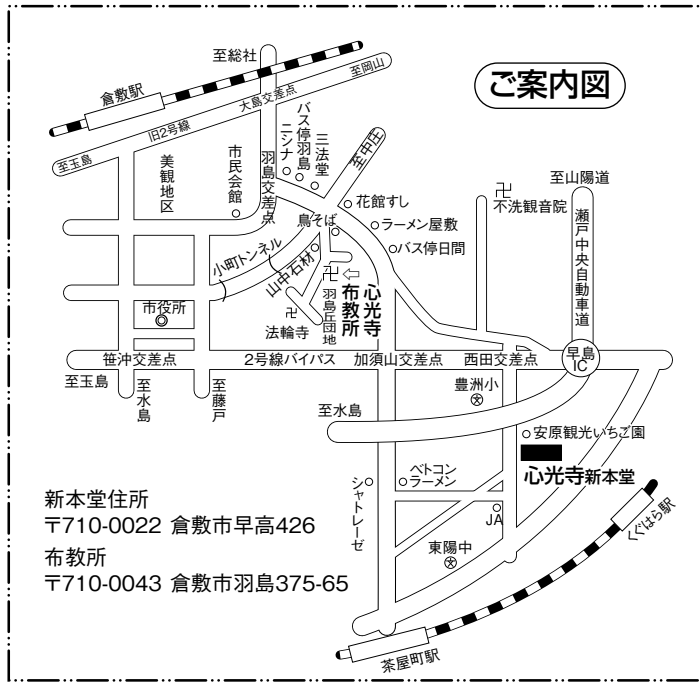 ご案内図
至総社
至岡山
倉敷駅
大島交差点
旧2号線
至玉島
美観地区
市民会館
羽島交差点
ニシナ
バス停羽島
三法堂
至中庄
花館すし
鳥そば
ラーメン屋敷
バス停日間
不洗観音院
至山陽道
瀬戸中央自動車道
小町トンネル
山中石材
卍
羽島丘団地
心光寺
布教所
卍
法輪寺
市役所
笹沖交差点
2号線バイパス
加須山交差点
西田交差点
早島
IC
至玉島
至水島
至藤戸
豊洲小
至水島
安原観光いちご園
心光寺新本堂
シャトレーゼ
ベトコン
ラーメン
JA
東陽中
くぐはら駅
茶屋町駅
新本堂住所
〒710-0022 倉敷市早高426
布教所
〒710-0043 倉敷市羽島375-65